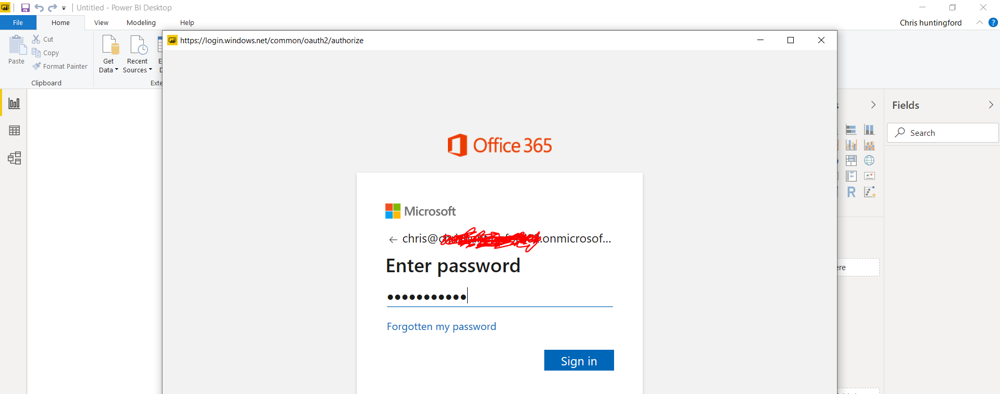 Untitled - Power BI Desktop
File Home View Modeling Help Chris huntingford ?
https://login.windows.net/common/oauth2/authorize
Paste
Cut
Copy
Format Painter
Clipboard
Get Data
Recent Sources
Exte
Fields
Search
R
ere
Office 365
Microsoft
chris@ .onmicrosof...
Enter password
●●●●●●●●●●●
Forgotten my password
Sign in